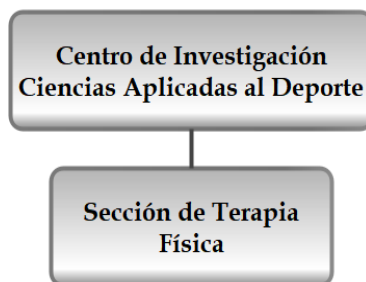 Centro de Investigación
Ciencias Aplicadas al Deporte
Sección de Terapia
Física